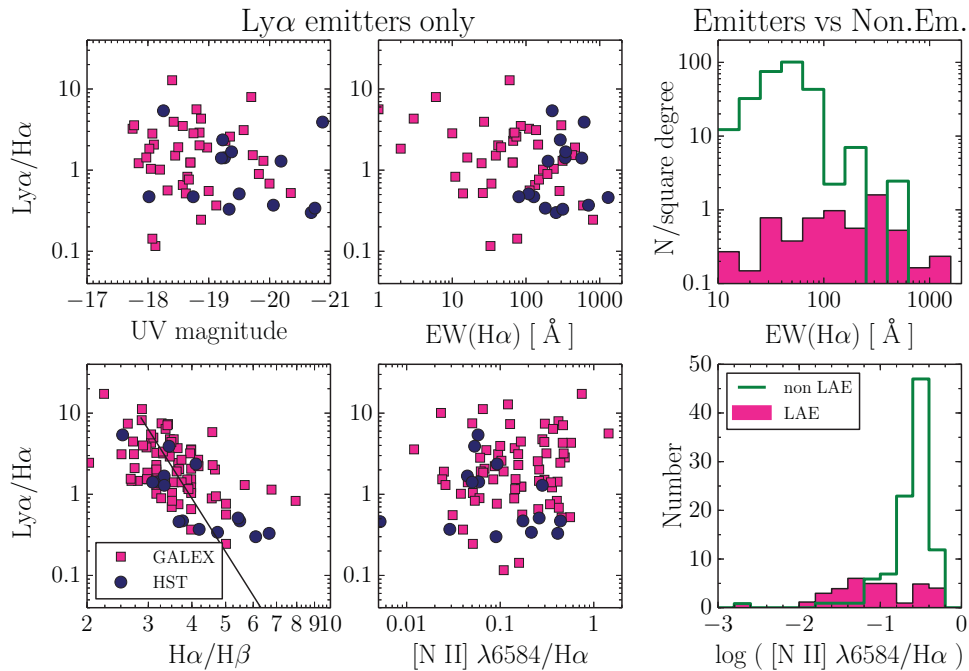 Lyα emitters only
Emitters vs Non.Em.
Lyα/Hα
10
1
0.1
−17 −18 −19 −20 −21
UV magnitude
1 10 100 1000
EW(Hα) [ Å ]
N/square degree
100
10
1
0.1
10 100 1000
EW(Hα) [ Å ]
Lyα/Hα
10
1
0.1
GALEX
HST
2 3 4 5 6 7 8 9 10
Hα/Hβ
10
1
0.1
0.01 0.1 1
[N II] λ6584/Hα
Number
50
40
30
20
10
0
non LAE
LAE
−3 −2 −1 0
log ( [N II] λ6584/Hα )